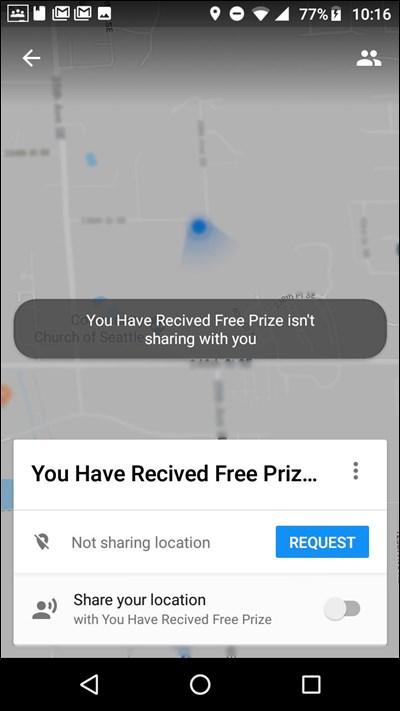 77% 10:16
You Have Recived Free Prize isn't
sharing with you
Church of Seattle
You Have Recived Free Priz...
Not sharing location
REQUEST
Share your location
with You Have Recived Free Prize